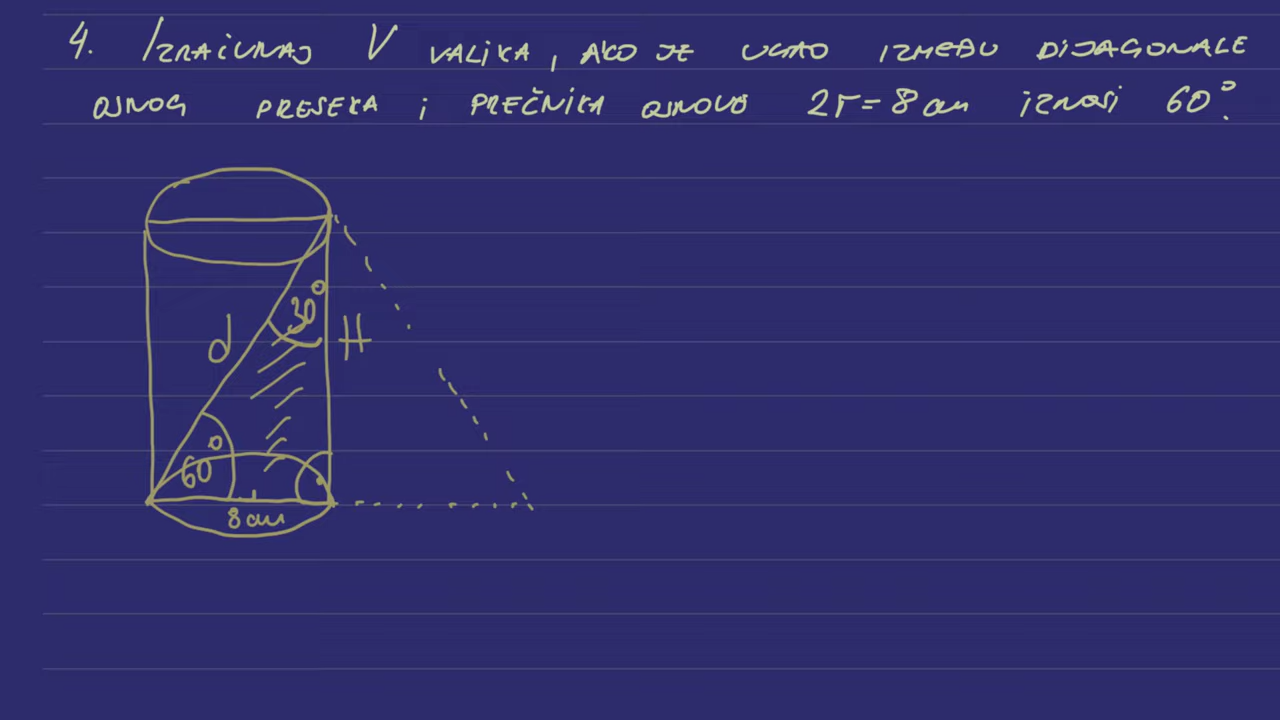 4. IZRAČUNAJ V VALJKA, AKO JE UGAO IZMEĐU DIJAGONALE
OSNOG PRESEKA i PREČNIKA OSNOVE 2r = 8 cm iznosi 60°.
30°
d
H
60°
8 cm